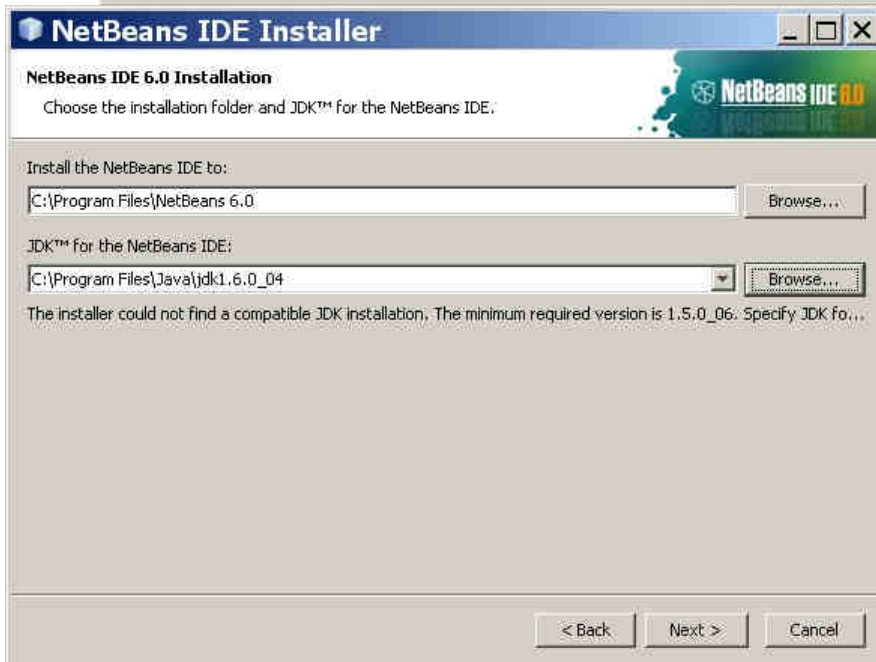 NetBeans IDE Installer
NetBeans IDE 6.0 Installation
Choose the installation folder and JDK™ for the NetBeans IDE.
NetBeans IDE 6.0
Install the NetBeans IDE to:
C:\Program Files\NetBeans 6.0
Browse...
JDK™ for the NetBeans IDE:
C:\Program Files\Java\jdk1.6.0_04
Browse...
The installer could not find a compatible JDK installation. The minimum required version is 1.5.0_06. Specify JDK fo...
< Back
Next >
Cancel